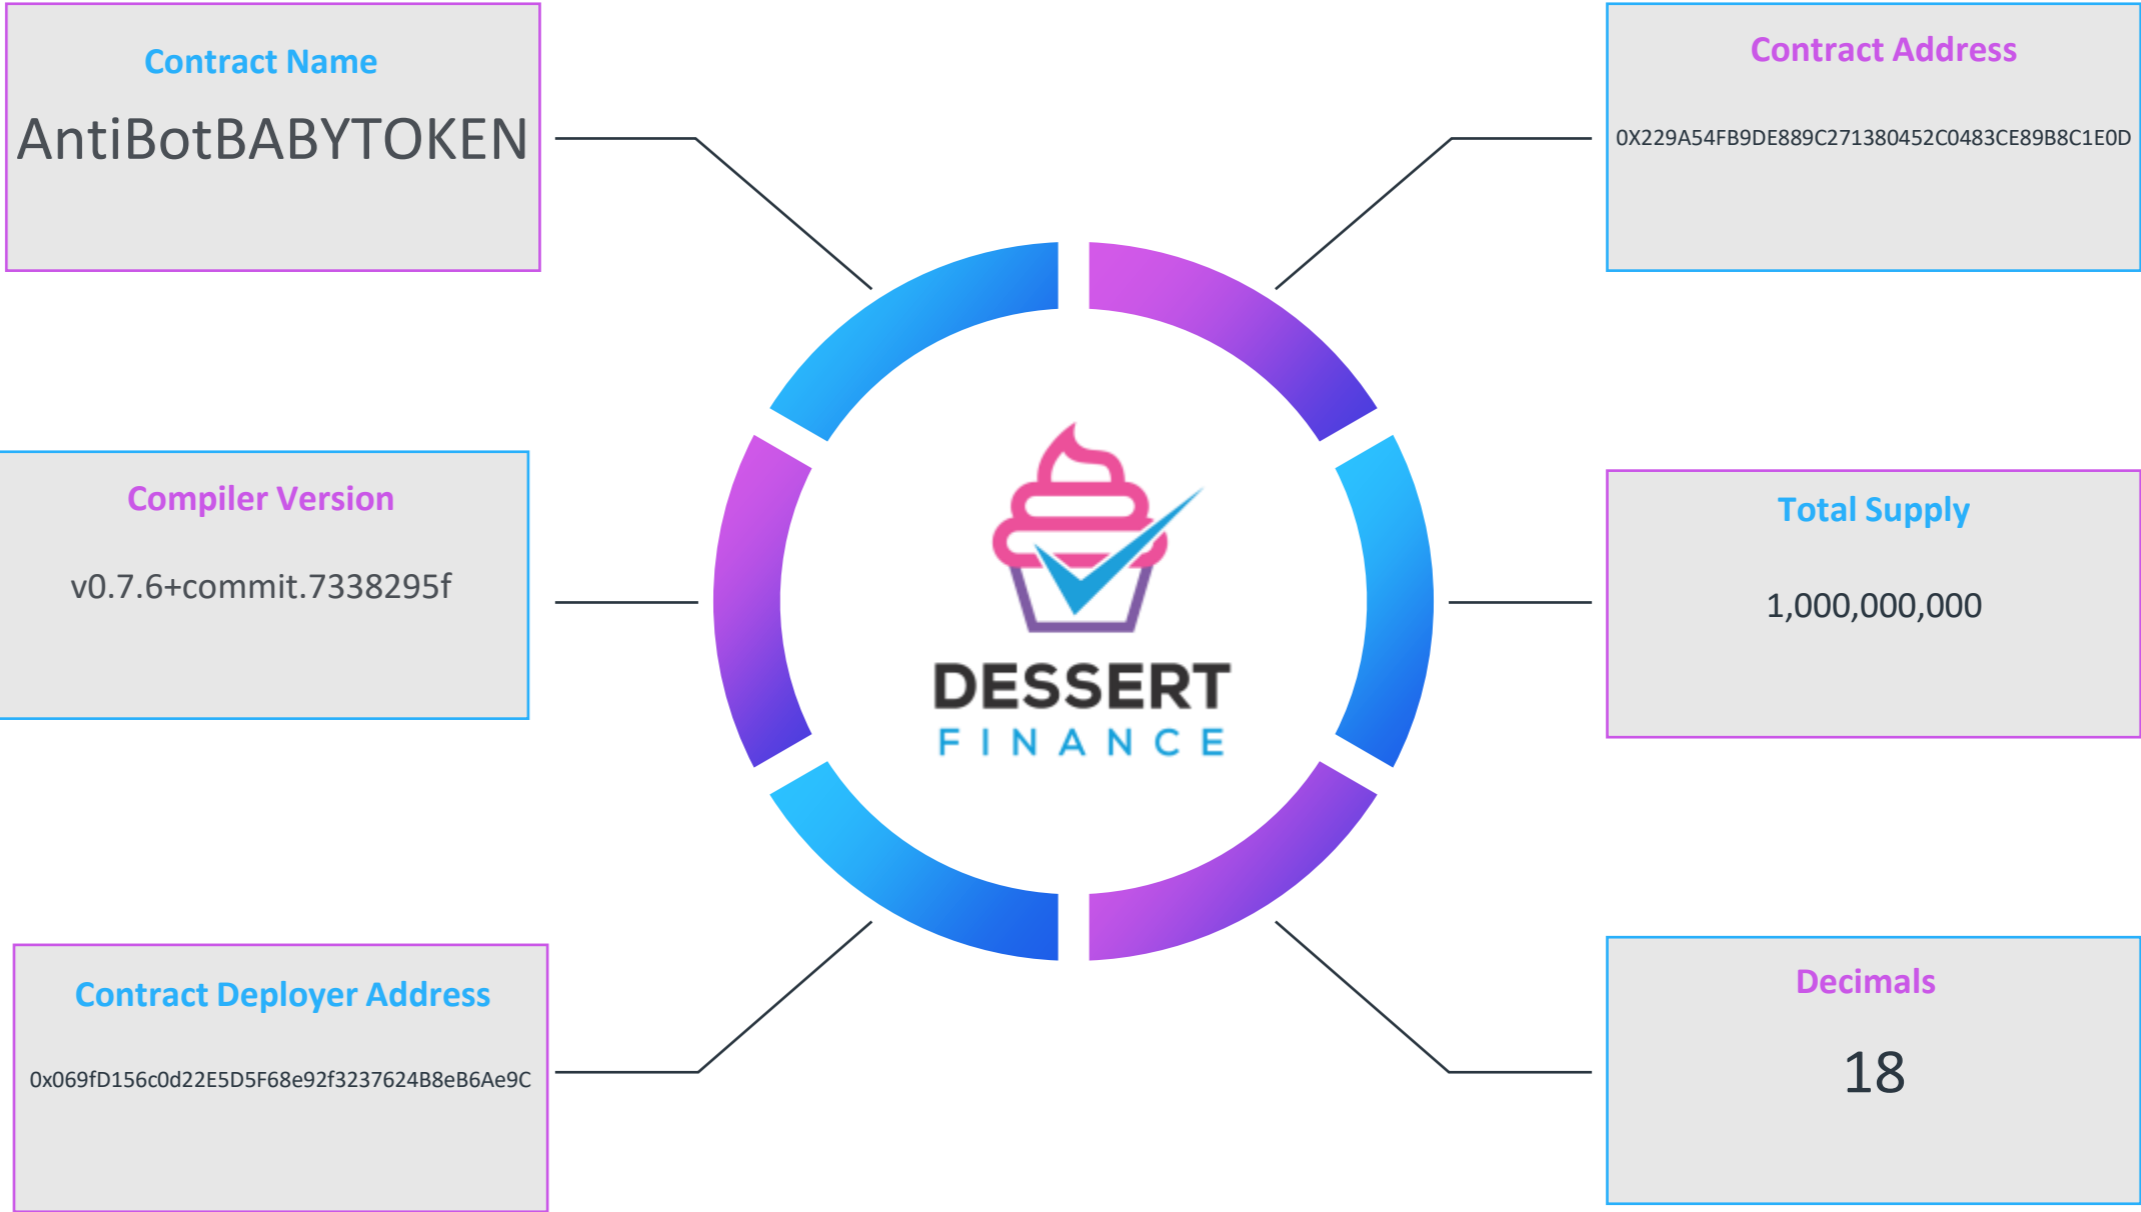 Contract Name
AntiBotBABYTOKEN
Contract Address
0X229A54FB9DE889C271380452C0483CE89B8C1E0D
Compiler Version
v0.7.6+commit.7338295f
Total Supply
1,000,000,000
DESSERT
FINANCE
Contract Deployer Address
0x069fD156c0d22E5D5F68e92f3237624B8eB6Ae9C
Decimals
18